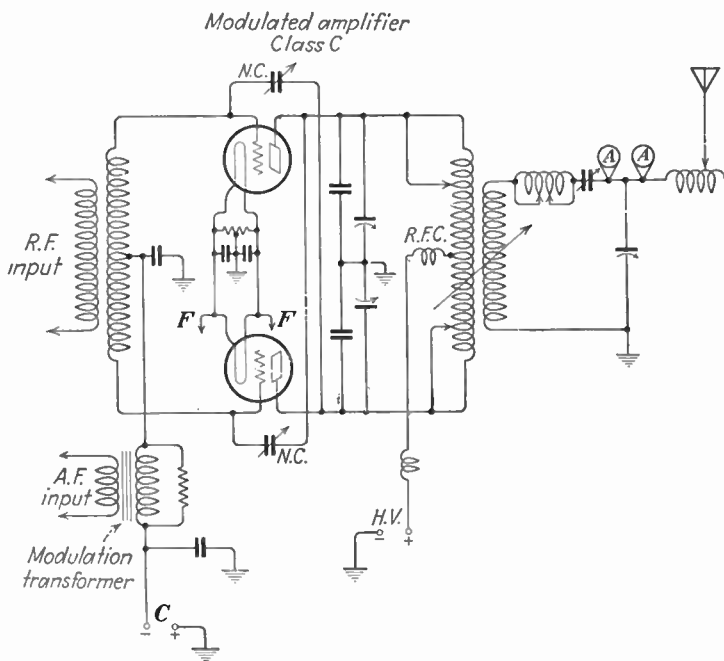 Modulated amplifier
Class C
N.C.
A A
R.F.
input
R.F.C.
F F
N.C.
A.F.
input
H.V.
- +
Modulation
transformer
C
- +